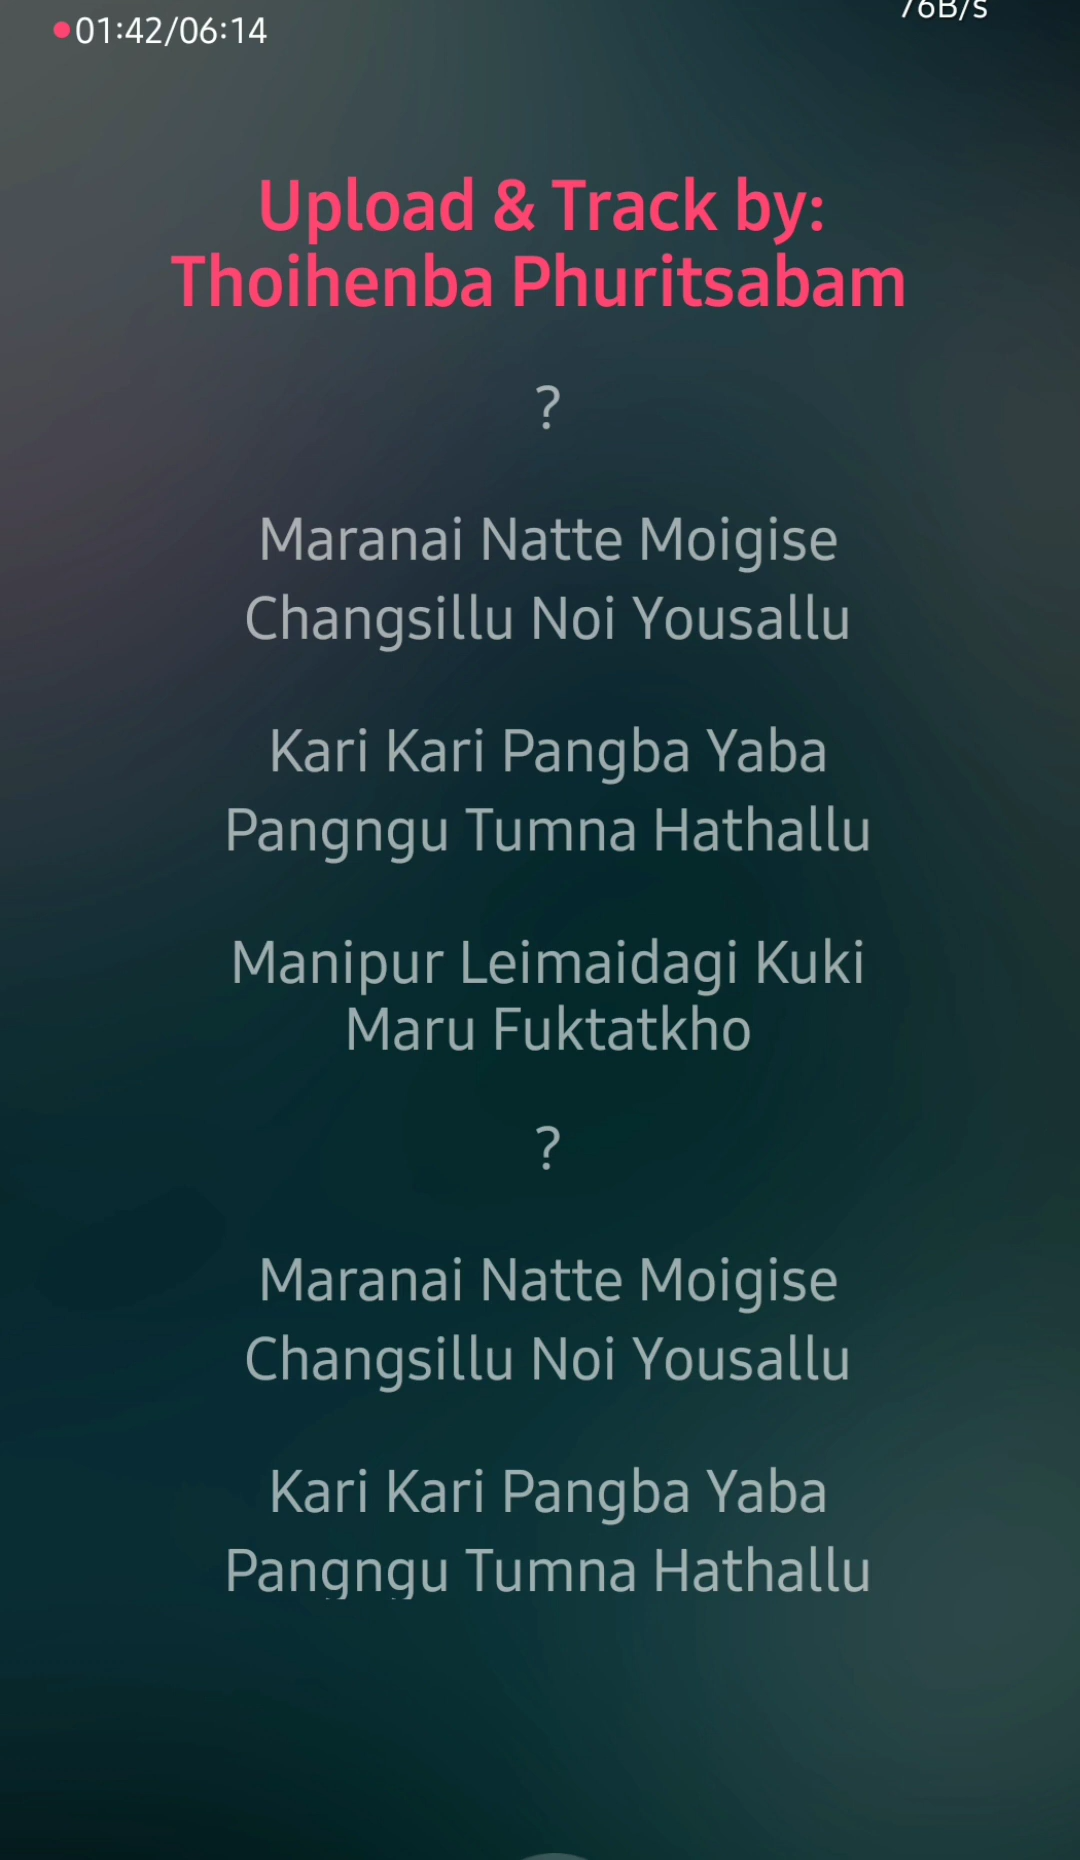 01:42/06:14
76B/s
Upload & Track by:
Thoihenba Phuritsabam
?
Maranai Natte Moigise
Changsillu Noi Yousallu
Kari Kari Pangba Yaba
Pangngu Tumna Hathallu
Manipur Leimaidagi Kuki
Maru Fuktatkho
?
Maranai Natte Moigise
Changsillu Noi Yousallu
Kari Kari Pangba Yaba
Pangngu Tumna Hathallu